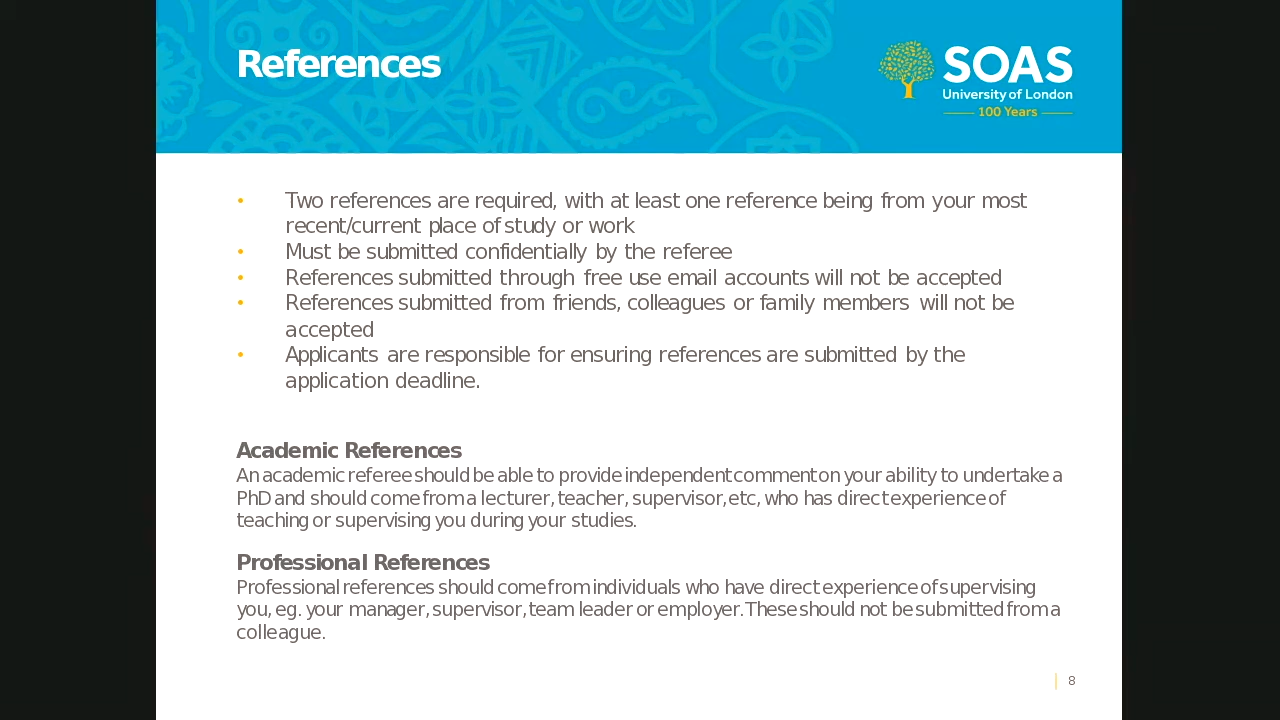 References
SOAS
University of London
100 Years
• Two references are required, with at least one reference being from your most
recent/current place of study or work
• Must be submitted confidentially by the referee
• References submitted through free use email accounts will not be accepted
• References submitted from friends, colleagues or family members will not be
accepted
• Applicants are responsible for ensuring references are submitted by the
application deadline.
Academic References
An academic referee should be able to provide independent comment on your ability to undertake a
PhD and should come from a lecturer, teacher, supervisor, etc, who has direct experience of
teaching or supervising you during your studies.
Professional References
Professional references should come from individuals who have direct experience of supervising
you, eg. your manager, supervisor, team leader or employer. These should not be submitted from a
colleague.
8